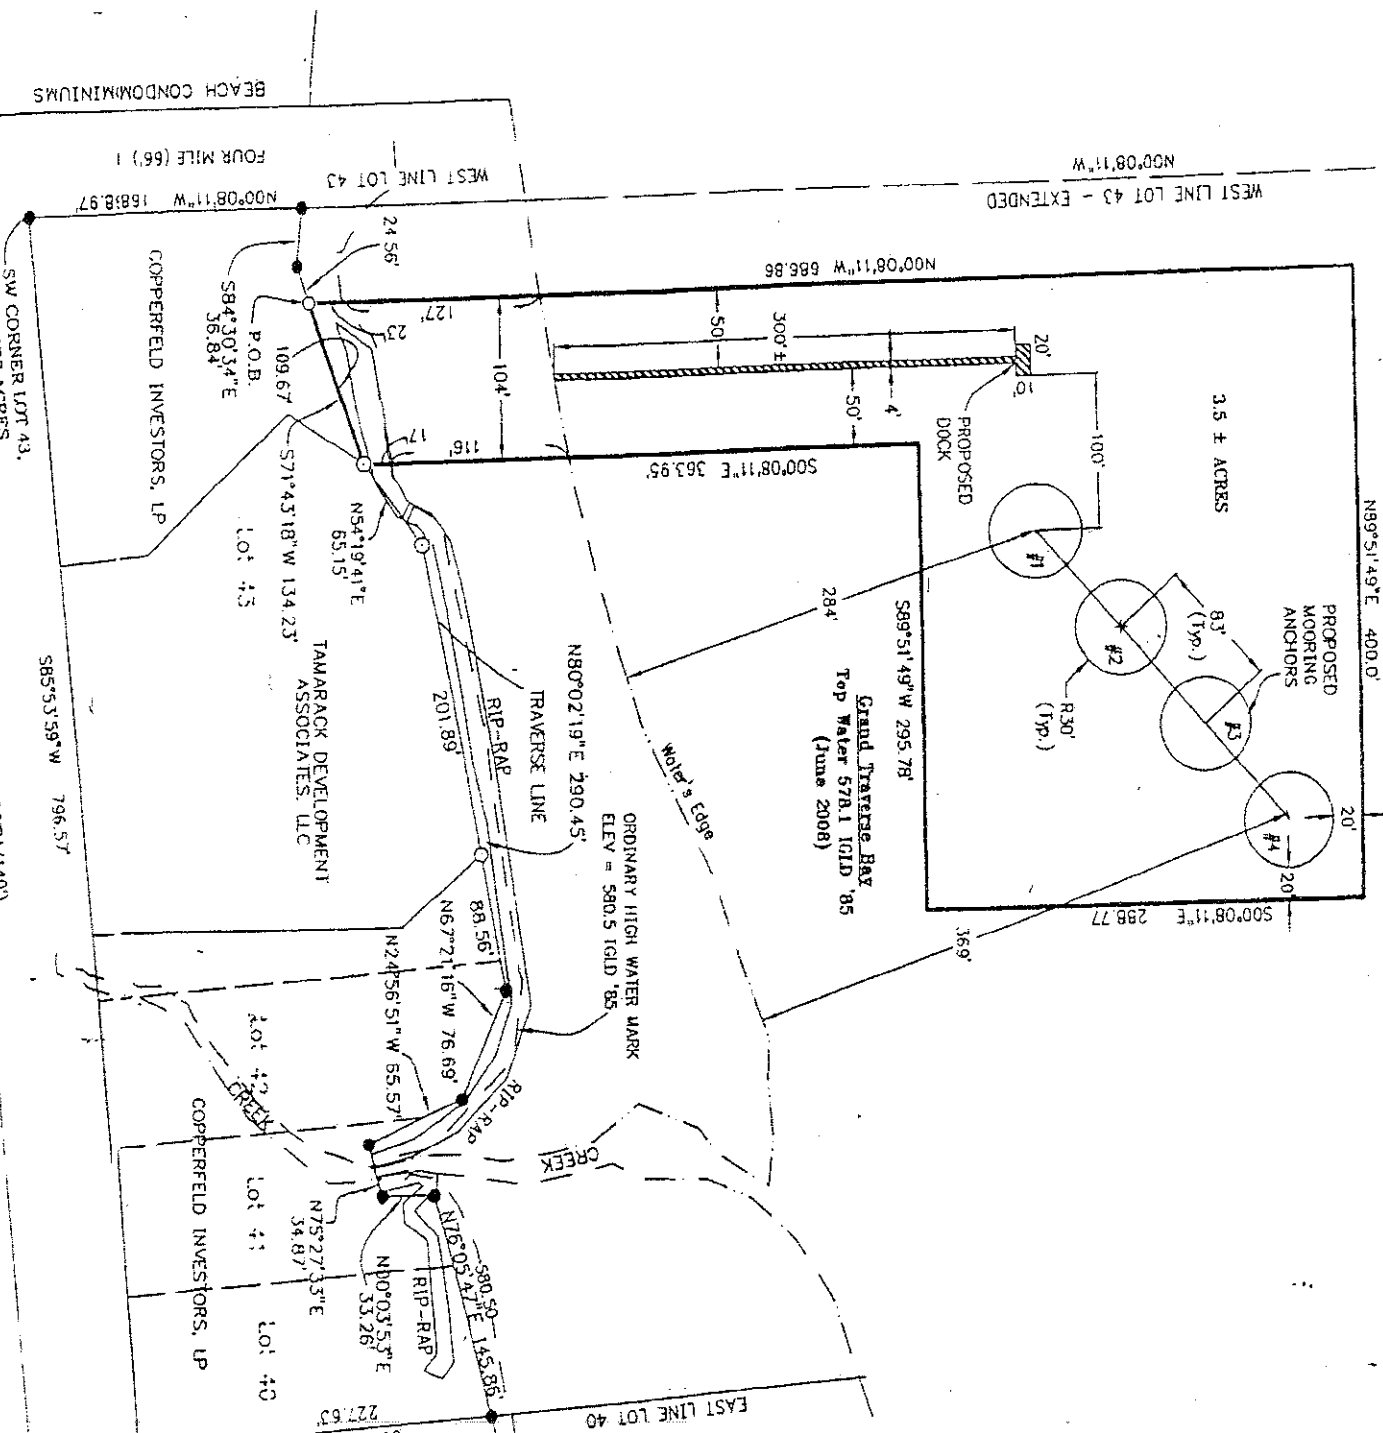 BEACH CONDOMMINIUMS
FOUR MILE (66')
N00°08'11"W 1688.97'
WEST LINE LOT 43
N00°08'11"W
WEST LINE LOT 43 - EXTENDED
N00°08'11"W 686.86
24.56'
S84°30'34"E
36.84'
P.O.B.
109.67
23'
127'
104'
17'
116'
50'
300' ±
4'
50'
20'
10'
100'
PROPOSED
DOCK
3.5 ± ACRES
N89°51'49"E 400.0'
PROPOSED
MOORING
ANCHORS
83'
(Typ.)
R30'
(Typ.)
#1
#2
#3
#4
20'
20'
S00°08'11"E 363.95'
S89°51'49"W 295.78'
S00°08'11"E 288.77
284'
369'
Grand Traverse Bay
Top Water 578.1 IGLD '85
(June 2008)
Water's Edge
ORDINARY HIGH WATER MARK
ELEV = 580.5 IGLD '85
N80°02'19"E 290.45'
TRAVERSE LINE
RIP-RAP
201.89'
88.56'
N54°19'41"E
65.15'
S71°43'18"W 134.23'
COPPERFELD INVESTORS, LP
Lot 43
TAMARACK DEVELOPMENT
ASSOCIATES, LLC
SW CORNER LOT 43,
S85°53'59"W 796.57'
N67°21'16"W 76.69'
N24°56'51"W 65.57'
RIP-RAP
CREEK
CREEK
Lot 42
Lot 41
Lot 40
COPPERFELD INVESTORS, LP
N75°27'33"E
34.87'
N00°03'53"E
33.26'
RIP-RAP
580.50
N76°05'47"E 145.86'
EAST LINE LOT 40
227.63'